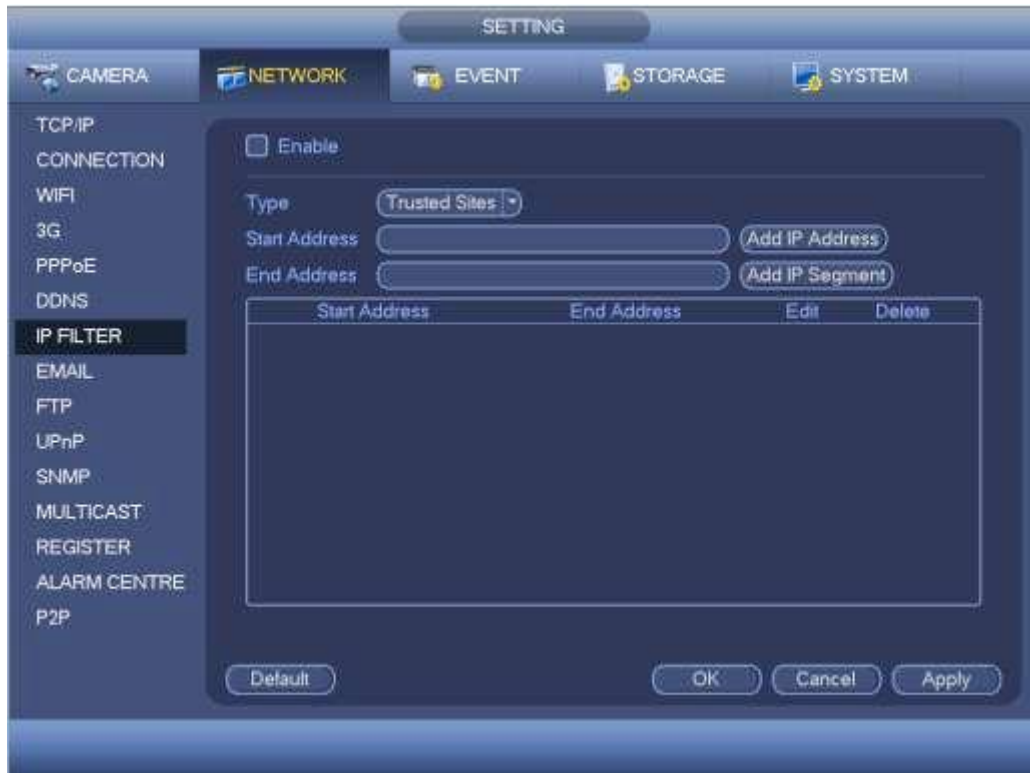 SETTING
CAMERA NETWORK EVENT STORAGE SYSTEM
TCP/IP
CONNECTION
WIFI
3G
PPPoE
DDNS
IP FILTER
EMAIL
FTP
UPnP
SNMP
MULTICAST
REGISTER
ALARM CENTRE
P2P
Enable
Type Trusted Sites
Start Address Add IP Address
End Address Add IP Segment
Start Address End Address Edit Delete
Default OK Cancel Apply